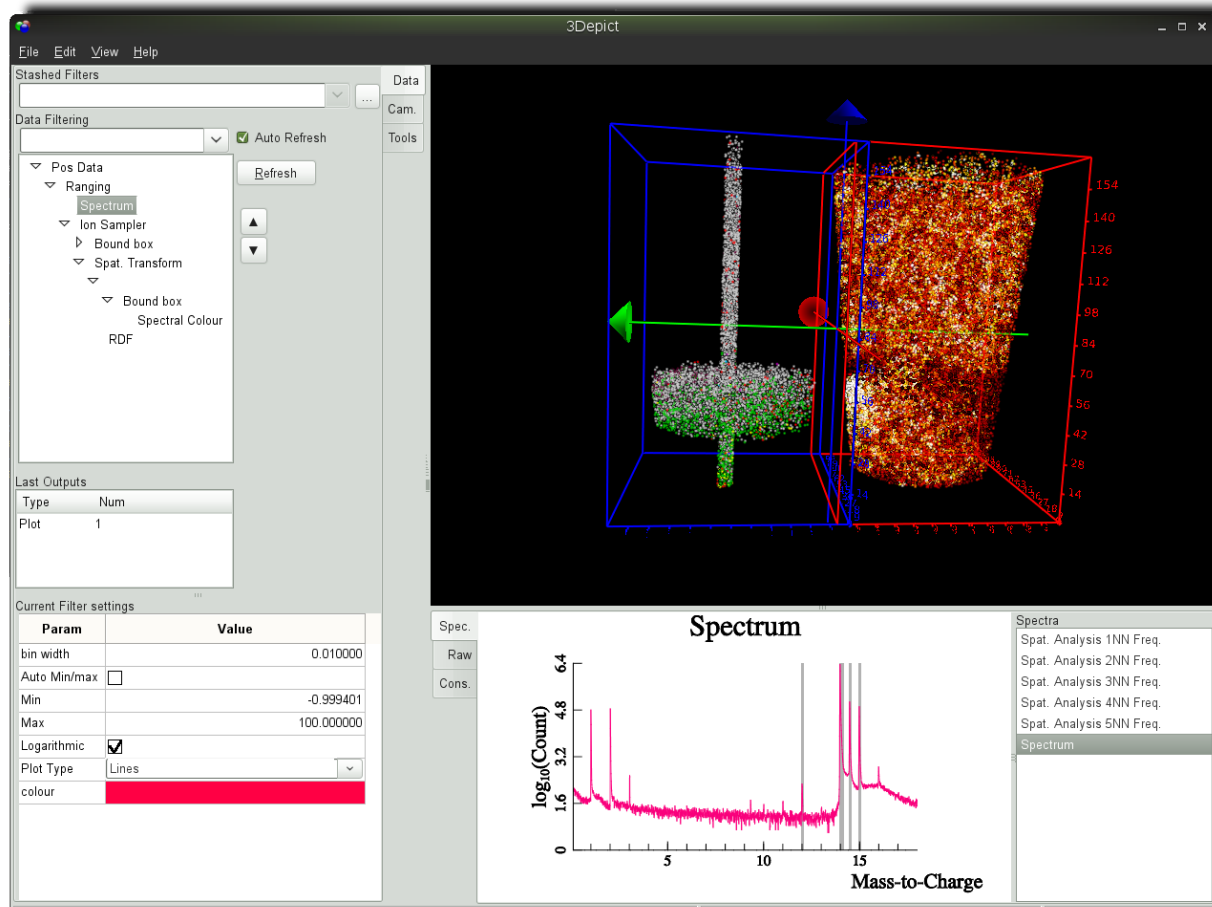 3Depict
File Edit View Help
Stashed Filters
...
Data Filtering
Auto Refresh
Refresh
Pos Data
Ranging
Spectrum
Ion Sampler
Bound box
Spat. Transform
Bound box
Spectral Colour
RDF
Last Outputs
Type Num
Plot 1
Current Filter settings
Param Value
bin width 0.010000
Auto Min/max
Min -0.999401
Max 100.000000
Logarithmic
Plot Type Lines
colour
Data
Cam.
Tools
154
140
126
112
98
84
70
56
42
28
14
Spec.
Raw
Cons.
Spectrum
6.4
4.8
3.2
1.6
0
log10(Count)
5 10 15
Mass-to-Charge
Spectra
Spat. Analysis 1NN Freq.
Spat. Analysis 2NN Freq.
Spat. Analysis 3NN Freq.
Spat. Analysis 4NN Freq.
Spat. Analysis 5NN Freq.
Spectrum